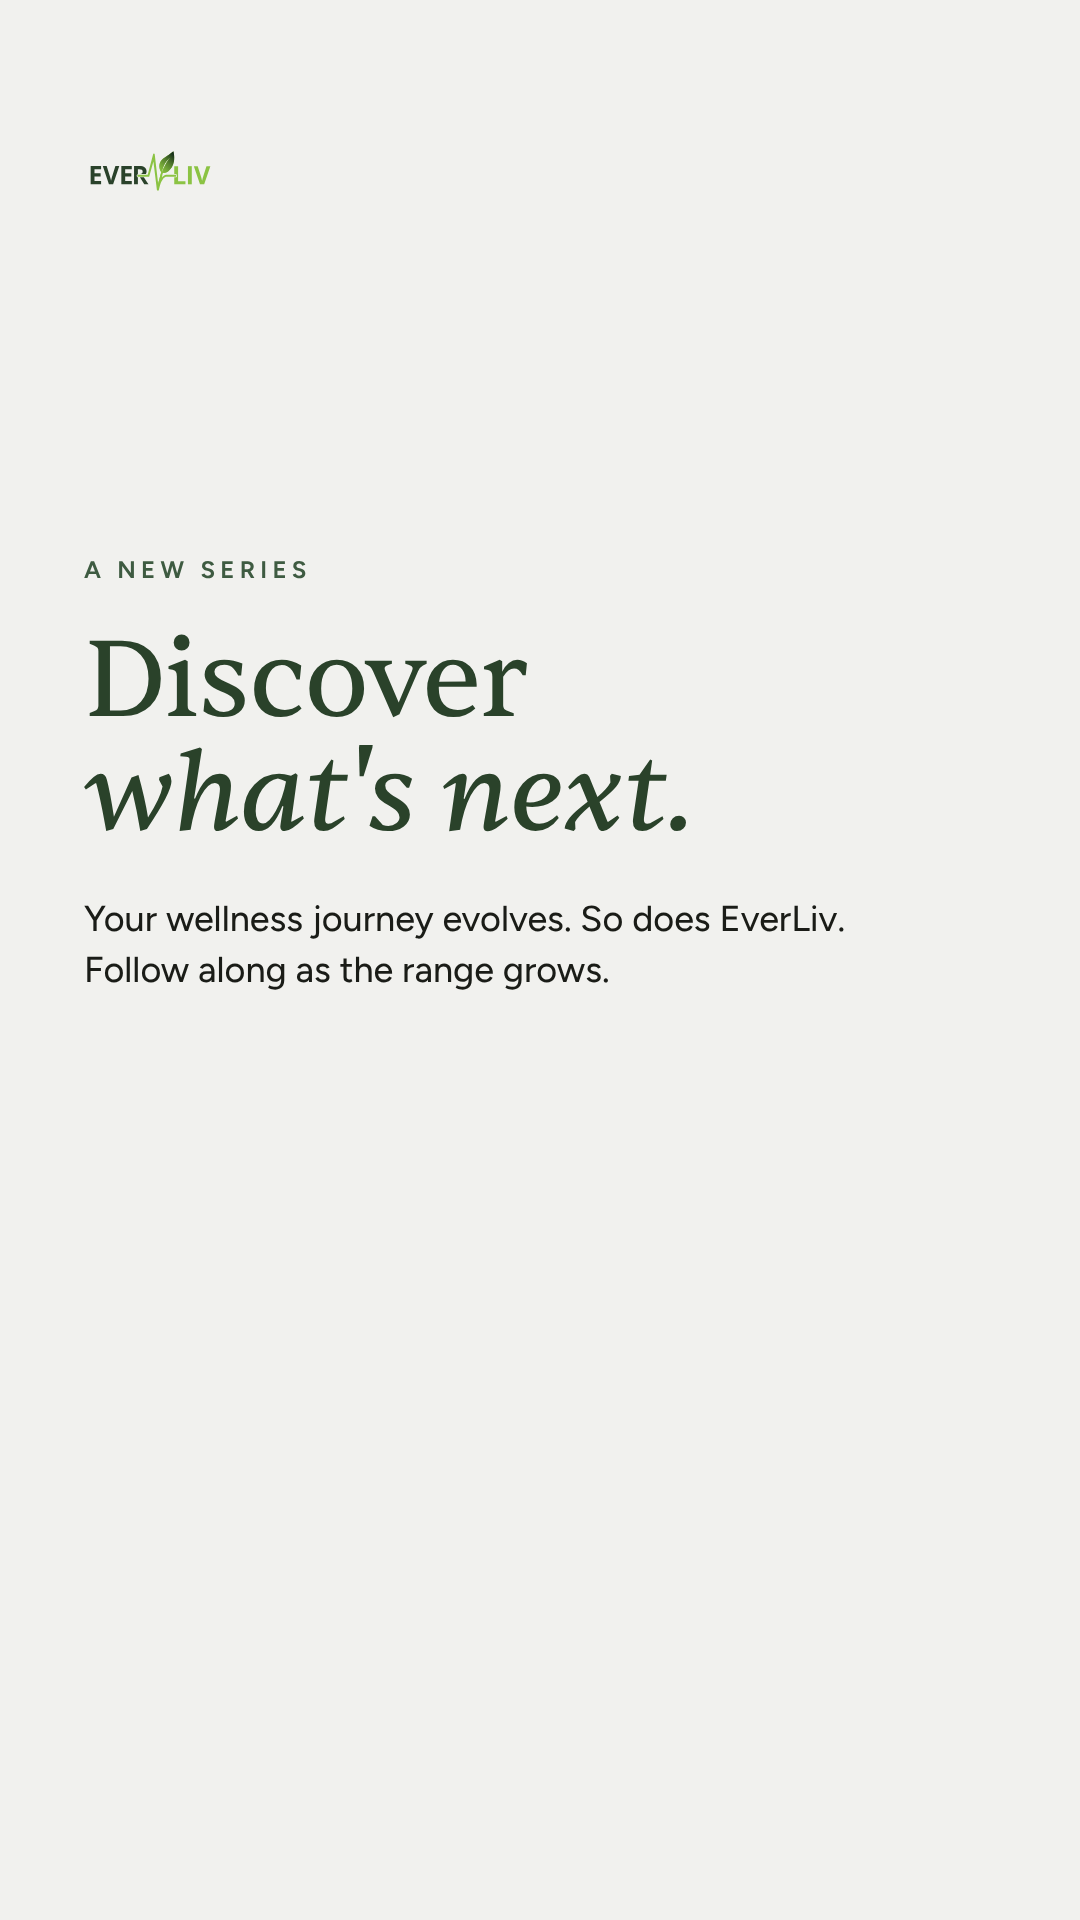 EVERLIV
A NEW SERIES
Discover
what's next.
Your wellness journey evolves. So does EverLiv.
Follow along as the range grows.